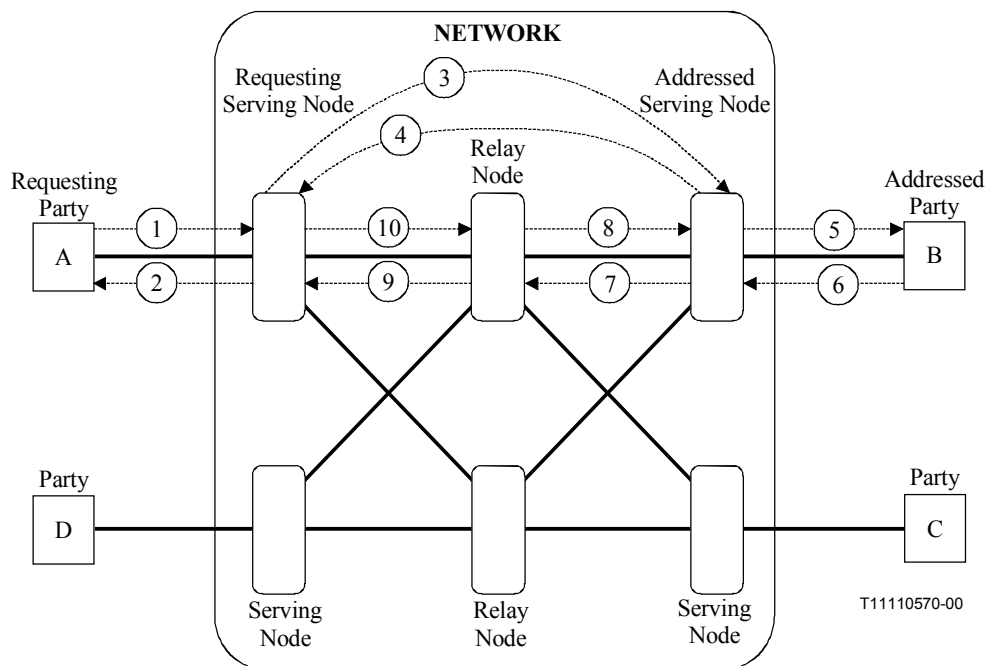 NETWORK
Requesting
Serving Node
3
Addressed
Serving Node
4
Relay
Node
Requesting
Party
Addressed
Party
1
10
8
5
A
B
2
9
7
6
Party
Party
D
C
Serving
Node
Relay
Node
Serving
Node
T11110570-00